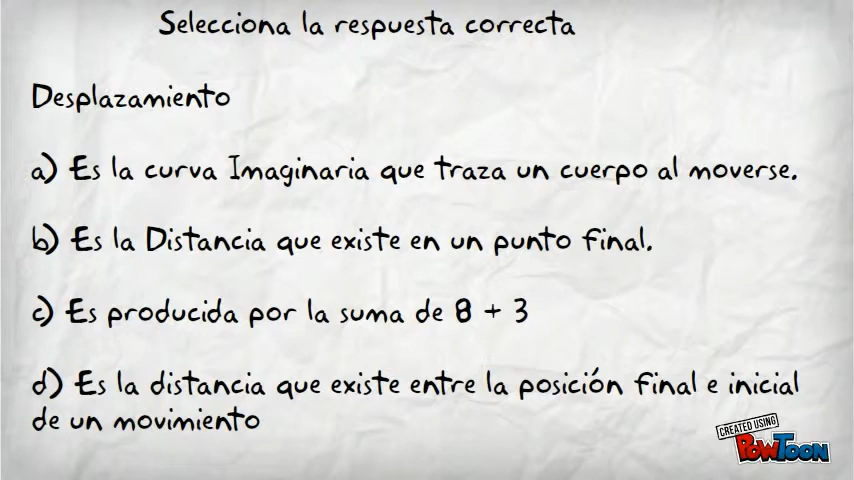 Selecciona la respuesta correcta
Desplazamiento
a) Es la curva Imaginaria que traza un cuerpo al moverse.
b) Es la Distancia que existe en un punto final.
c) Es producida por la suma de 8 + 3
d) Es la distancia que existe entre la posición final e inicial
de un movimiento
CREATED USING
POWTOON